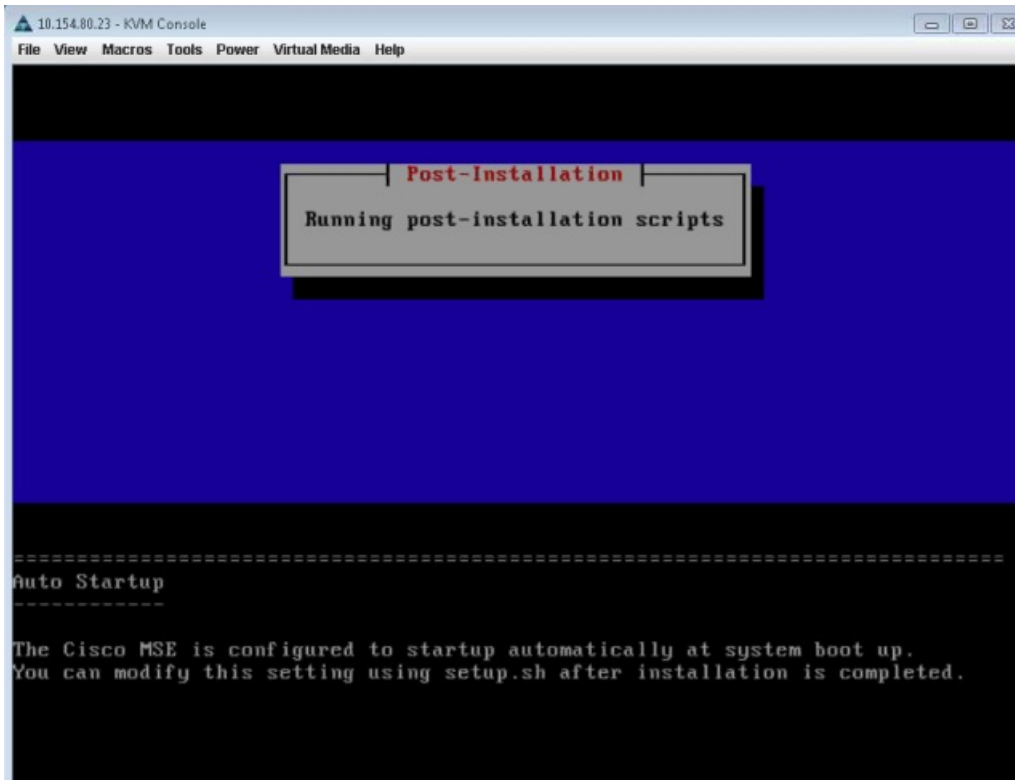 10.154.80.23 - KVM Console
File View Macros Tools Power Virtual Media Help
Post-Installation
Running post-installation scripts
================================================================================
Auto Startup
------------
The Cisco MSE is configured to startup automatically at system boot up.
You can modify this setting using setup.sh after installation is completed.